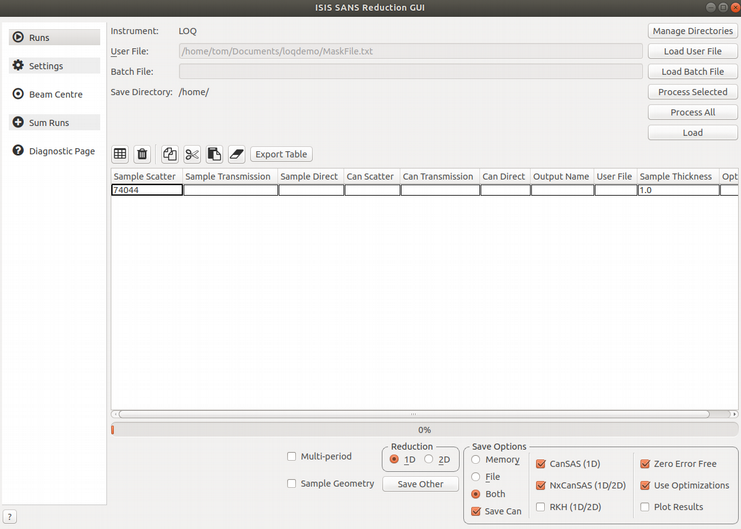 ISIS SANS Reduction GUI
Runs
Settings
Beam Centre
Sum Runs
Diagnostic Page
Instrument: LOQ
User File: /home/tom/Documents/loqdemo/MaskFile.txt
Batch File:
Save Directory: /home/
Manage Directories
Load User File
Load Batch File
Process Selected
Process All
Load
Export Table
Sample Scatter Sample Transmission Sample Direct Can Scatter Can Transmission Can Direct Output Name User File Sample Thickness Opt
74044 1.0
0%
Multi-period
Sample Geometry
Reduction
1D 2D
Save Other
Save Options
Memory
File
Both
Save Can
CanSAS (1D)
NxCanSAS (1D/2D)
RKH (1D/2D)
Zero Error Free
Use Optimizations
Plot Results
?